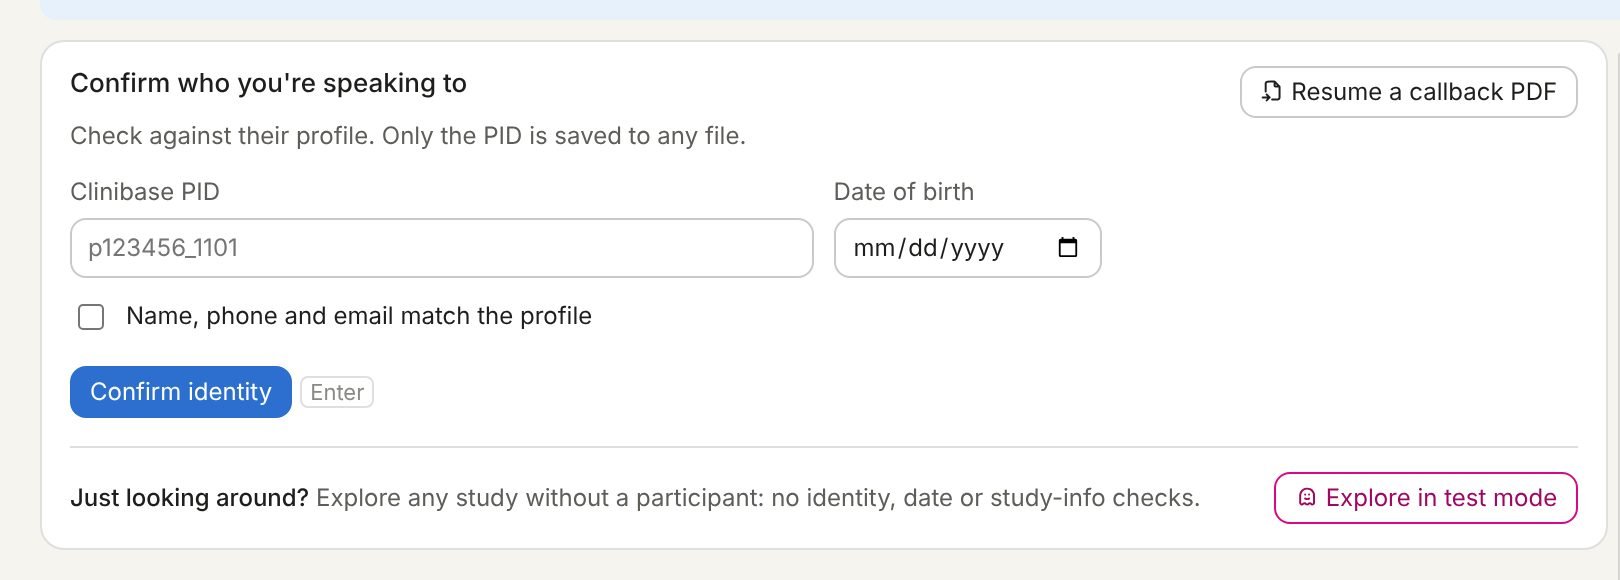 Confirm who you're speaking to
Resume a callback PDF
Check against their profile. Only the PID is saved to any file.
Clinibase PID
Date of birth
p123456_1101
mm/dd/yyyy
Name, phone and email match the profile
Confirm identity
Enter
Just looking around? Explore any study without a participant: no identity, date or study-info checks.
Explore in test mode